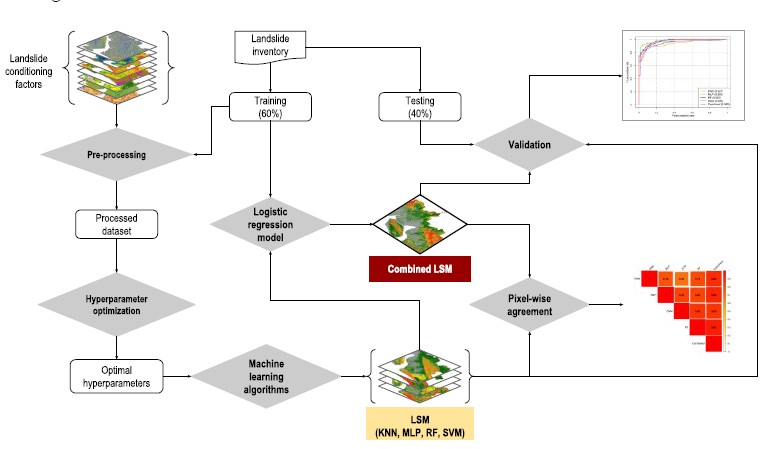 Landslide
conditioning
factors
Landslide
inventory
Training
(60%)
Testing
(40%)
Pre-processing
Validation
Processed
dataset
Logistic
regression
model
Combined LSM
Hyperparameter
optimization
Pixel-wise
agreement
Optimal
hyperparameters
Machine
learning
algorithms
LSM
(KNN, MLP, RF, SVM)